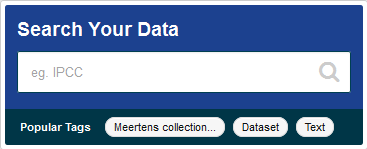 Search Your Data
eg. IPCC
Popular Tags Meertens collection... Dataset Text